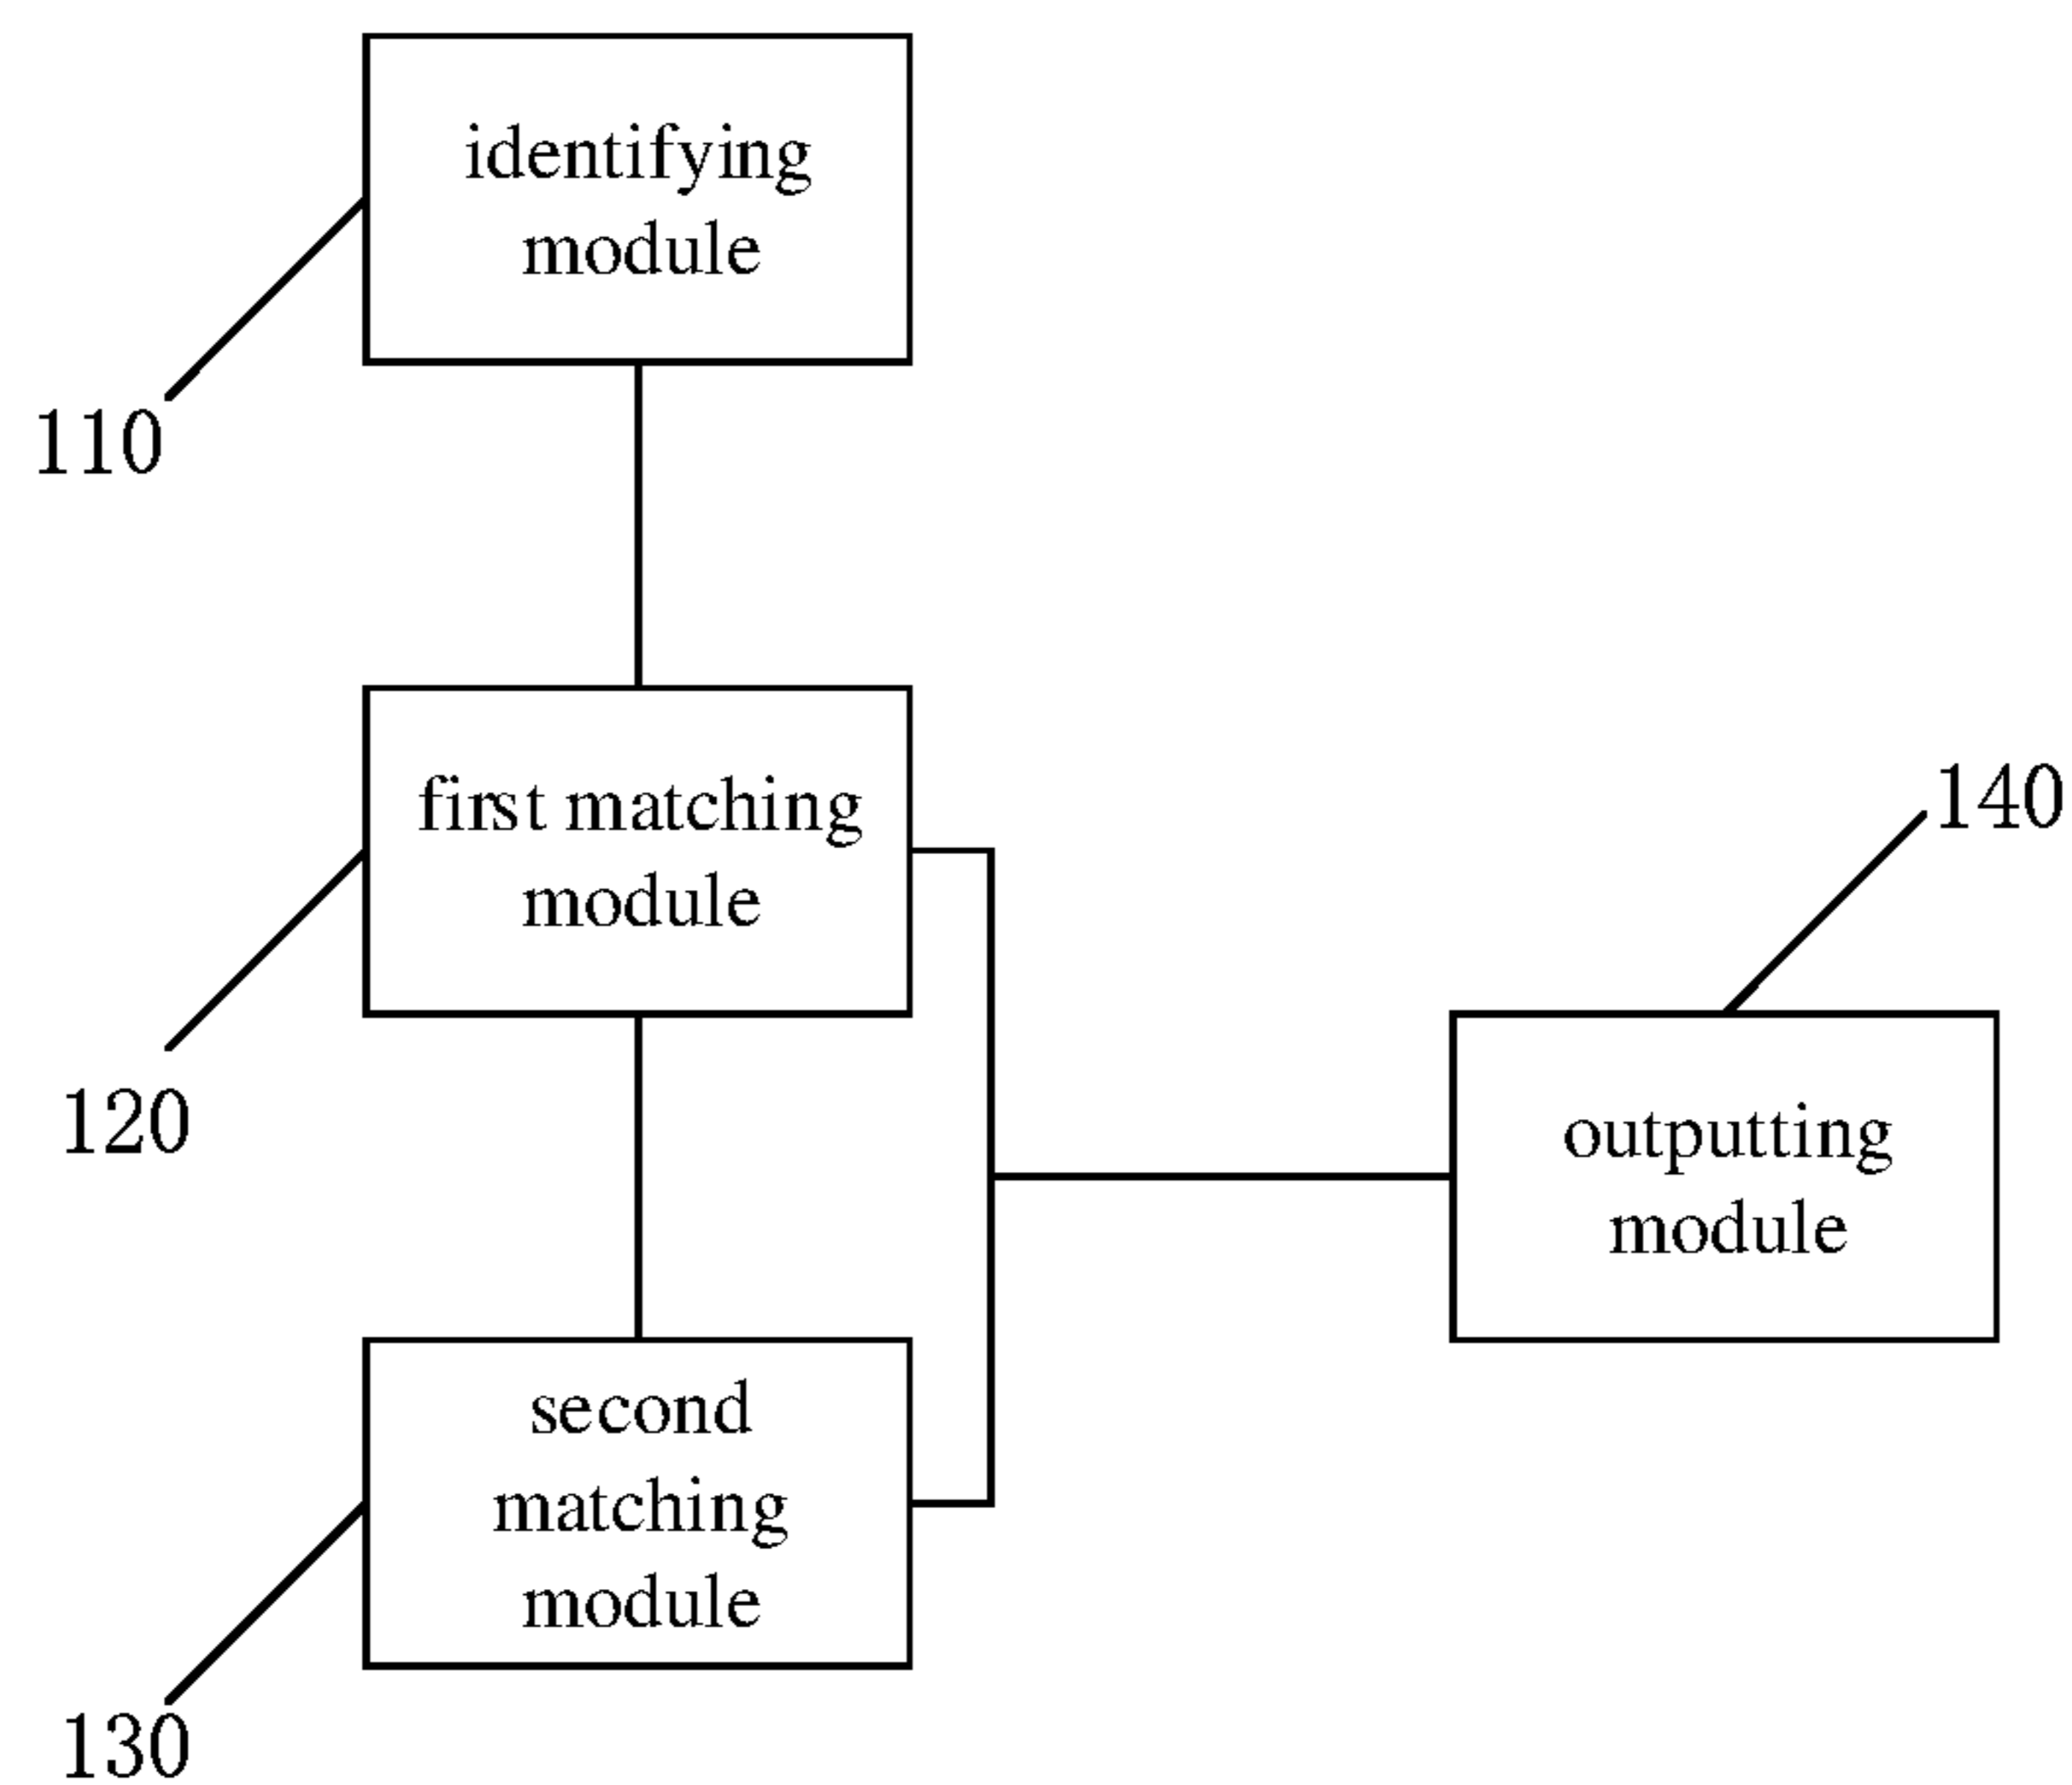 identifying
module
110
first matching
module
120
140
outputting
module
second
matching
module
130